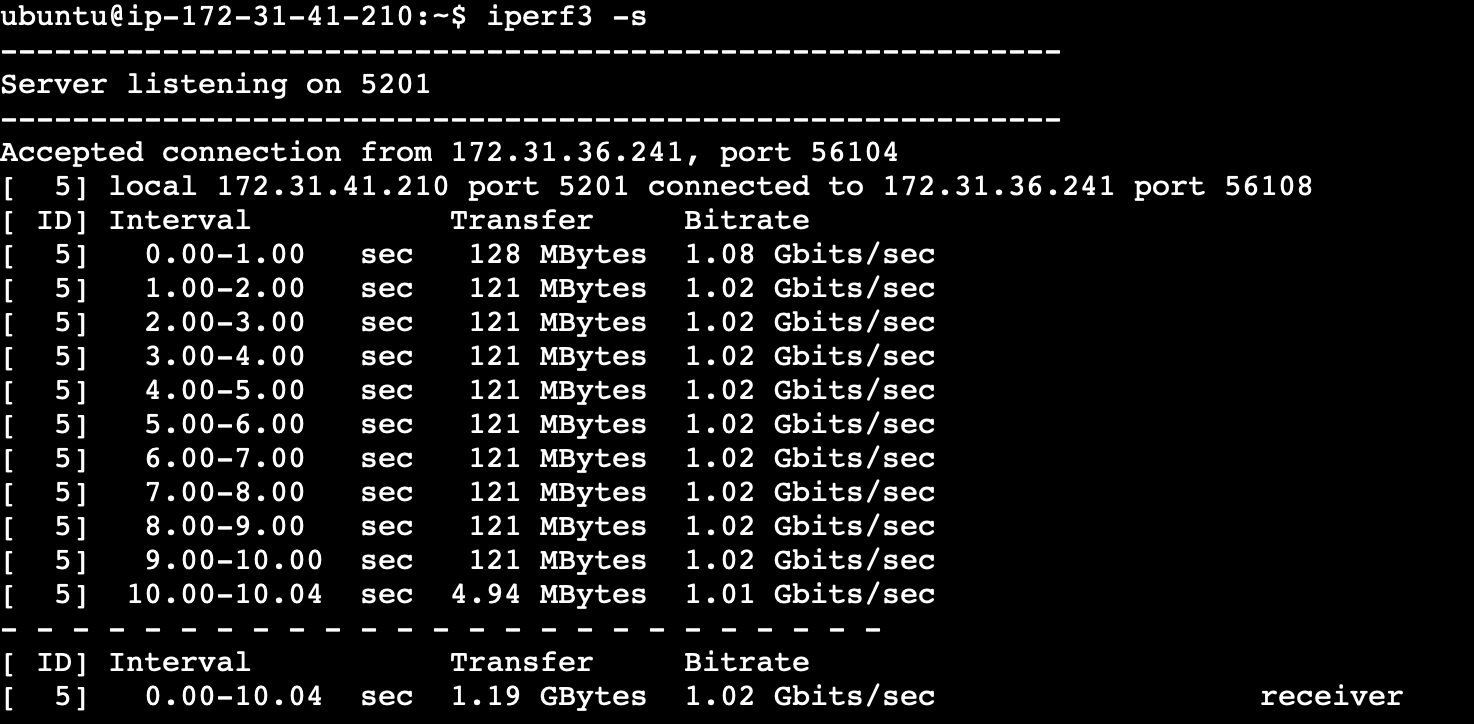 ubuntu@ip-172-31-41-210:~$ iperf3 -s
-----------------------------------------------------------
Server listening on 5201
-----------------------------------------------------------
Accepted connection from 172.31.36.241, port 56104
[  5] local 172.31.41.210 port 5201 connected to 172.31.36.241 port 56108
[ ID] Interval           Transfer     Bitrate
[  5]   0.00-1.00   sec   128 MBytes  1.08 Gbits/sec
[  5]   1.00-2.00   sec   121 MBytes  1.02 Gbits/sec
[  5]   2.00-3.00   sec   121 MBytes  1.02 Gbits/sec
[  5]   3.00-4.00   sec   121 MBytes  1.02 Gbits/sec
[  5]   4.00-5.00   sec   121 MBytes  1.02 Gbits/sec
[  5]   5.00-6.00   sec   121 MBytes  1.02 Gbits/sec
[  5]   6.00-7.00   sec   121 MBytes  1.02 Gbits/sec
[  5]   7.00-8.00   sec   121 MBytes  1.02 Gbits/sec
[  5]   8.00-9.00   sec   121 MBytes  1.02 Gbits/sec
[  5]   9.00-10.00  sec   121 MBytes  1.02 Gbits/sec
[  5]  10.00-10.04  sec  4.94 MBytes  1.01 Gbits/sec
- - - - - - - - - - - - - - - - - - - - - - - - -
[ ID] Interval           Transfer     Bitrate
[  5]   0.00-10.04  sec  1.19 GBytes  1.02 Gbits/sec                  receiver